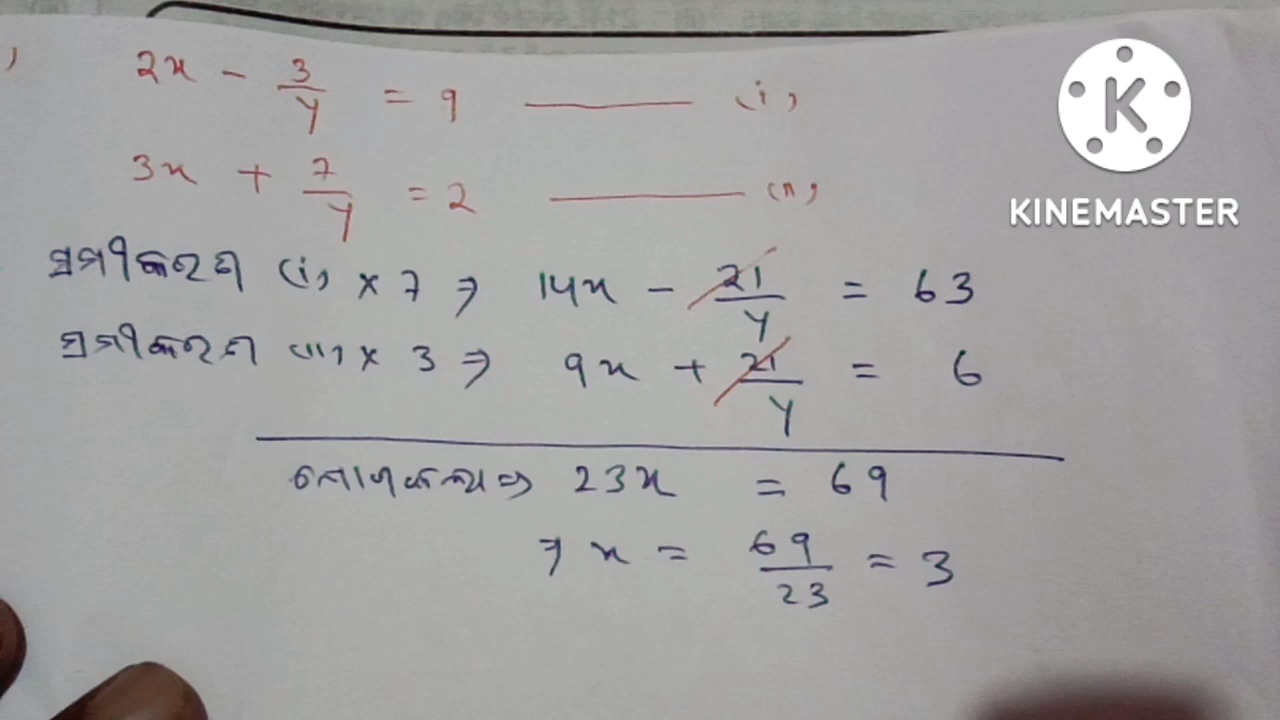 2x - 3/y = 9 ——— (i)
3x + 7/y = 2 ——— (ii)
ସମୀକରଣ (i) × 7 ⇒ 14x - 21/y = 63
ସମୀକରଣ (ii) × 3 ⇒ 9x + 21/y = 6
ଯୋଗକଲେ ⇒ 23x = 69
⇒ x = 69/23 = 3
KINEMASTER